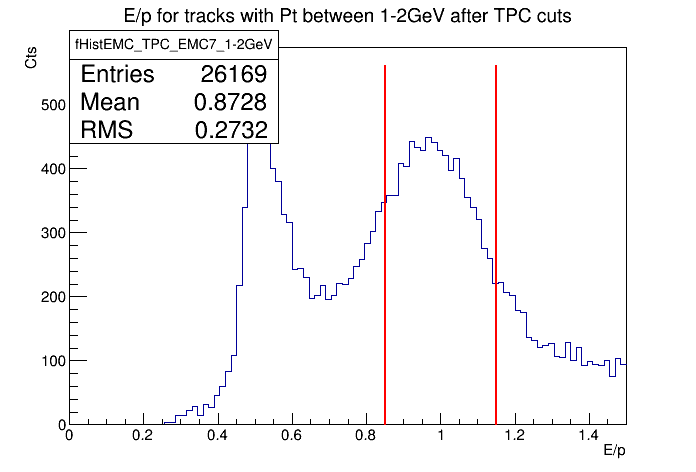 E/p for tracks with Pt between 1-2GeV after TPC cuts
Cts
fHistEMC_TPC_EMC7_1-2GeV
Entries 26169
Mean 0.8728
RMS 0.2732
500
400
300
200
100
0
0 0.2 0.4 0.6 0.8 1 1.2 1.4
E/p